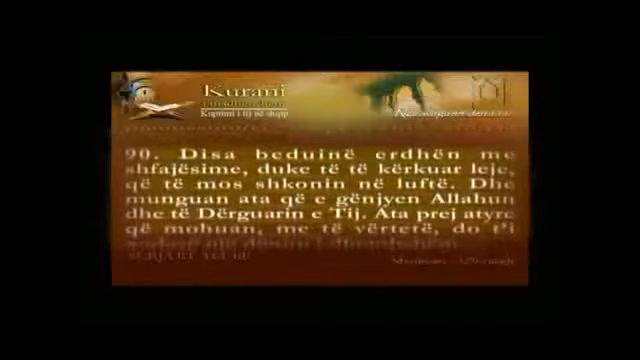 Kurani
Kuptimi i tij në shqip
90. Disa beduinë erdhën me
shfajësime, duke të të kërkuar leje,
që të mos shkonin në luftë. Dhe
munguan ata që e gënjyen Allahun
dhe të Dërguarin e Tij. Ata prej atyre
që mohuan, me të vërtetë, do t'i